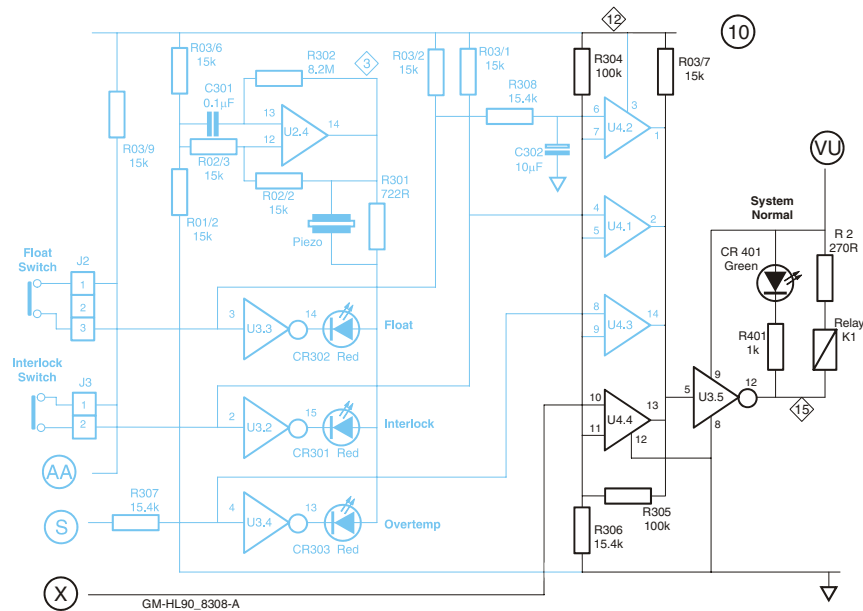 12
10
R03/6
15k
R302
8.2M
3
R03/2
15k
R03/1
15k
R304
100k
R03/7
15k
C301
0.1µF
R308
15.4k
13
12
U2.4
14
6
7
U4.2
3
1
R03/9
15k
R02/3
15k
C302
10µF
VU
R02/2
15k
R301
722R
R01/2
15k
Piezo
4
5
U4.1
2
System
Normal
R 2
270R
CR 401
Green
Float
Switch
J2
1
2
3
3
U3.3
14
Float
CR302 Red
8
9
U4.3
14
R401
1k
Relay
K1
Interlock
Switch
J3
1
2
2
U3.2
15
Interlock
CR301 Red
10
11
U4.4
13
12
5
U3.5
9
12
8
15
AA
S
R307
15.4k
4
U3.4
13
Overtemp
CR303 Red
R306
15.4k
R305
100k
X
GM-HL90_8308-A